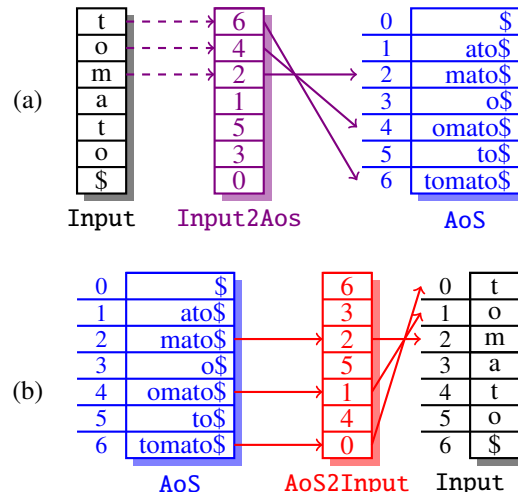 t 6 0 $
o 4 1 ato$
m 2 2 mato$
(a) a 1 3 o$
t 5 4 omato$
o 3 5 to$
$ 0 6 tomato$
Input Input2Aos AoS
0 $ 6 0 t
1 ato$ 3 1 o
2 mato$ 2 2 m
(b) 3 o$ 5 3 a
4 omato$ 1 4 t
5 to$ 4 5 o
6 tomato$ 0 6 $
AoS AoS2Input Input